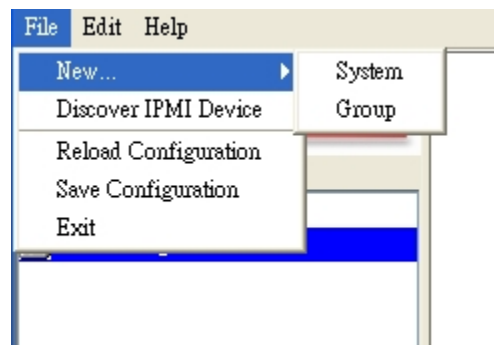 File Edit Help
New... System
Discover IPMI Device Group
Reload Configuration
Save Configuration
Exit